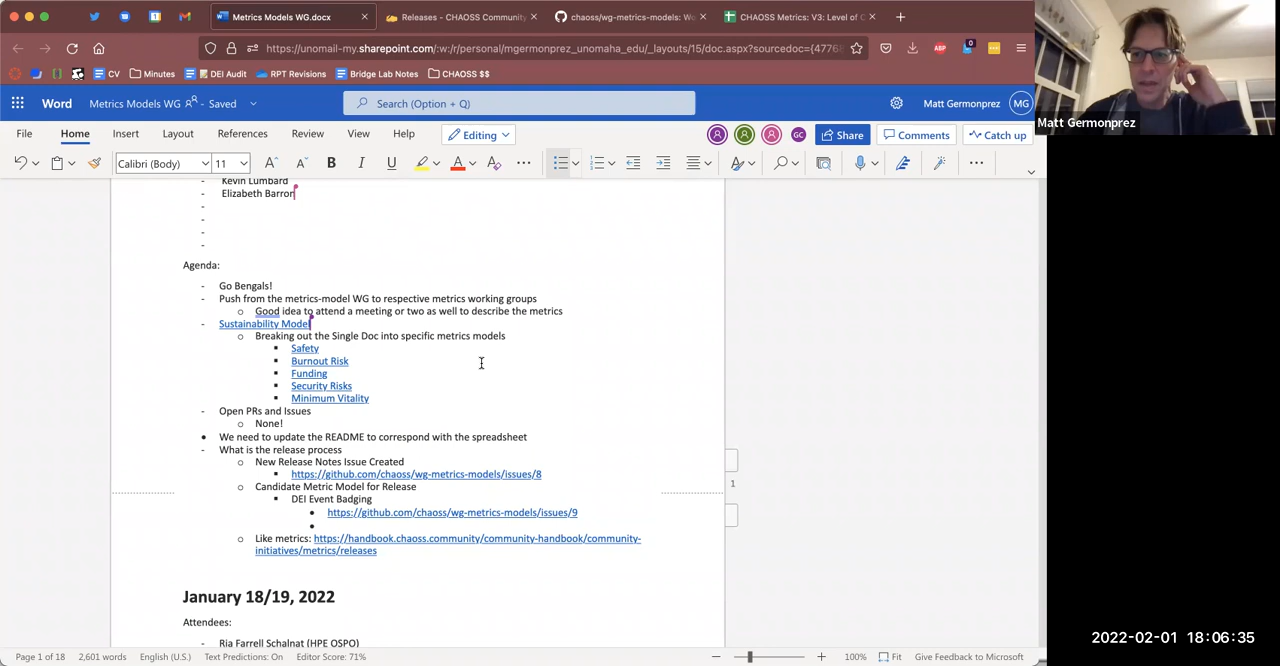 Metrics Models WG.docx
Releases - CHAOSS Community
chaoss/wg-metrics-models: Wo
CHAOSS Metrics: V3: Level of C
https://unomail-my.sharepoint.com/:w:/r/personal/mgermonprez_unomaha_edu/_layouts/15/doc.aspx?sourcedoc={4776
ABP
0
CV
Minutes
DEI Audit
RPT Revisions
Bridge Lab Notes
CHAOSS $$
Word
Metrics Models WG - Saved
Search (Option + Q)
Matt Germonprez
MG
File Home Insert Layout References Review View Help
Editing
GC
Share
Comments
Catch up
Calibri (Body) 11
- Kevin Lumbard
- Elizabeth Barron
-
-
-
-
Agenda:
- Go Bengals!
- Push from the metrics-model WG to respective metrics working groups
o Good idea to attend a meeting or two as well to describe the metrics
- Sustainability Model
o Breaking out the Single Doc into specific metrics models
▪ Safety
▪ Burnout Risk
▪ Funding
▪ Security Risks
▪ Minimum Vitality
- Open PRs and Issues
o None!
• We need to update the README to correspond with the spreadsheet
- What is the release process
o New Release Notes Issue Created
▪ https://github.com/chaoss/wg-metrics-models/issues/8
o Candidate Metric Model for Release
▪ DEI Event Badging
• https://github.com/chaoss/wg-metrics-models/issues/9
•
o Like metrics: https://handbook.chaoss.community/community-handbook/community-
initiatives/metrics/releases
1
January 18/19, 2022
Attendees:
- Ria Farrell Schalnat (HPE OSPO)
Page 1 of 18 2,601 words English (U.S.) Text Predictions: On Editor Score: 71%
100% Fit Give Feedback to Microsoft
Matt Germonprez
2022-02-01 18:06:35